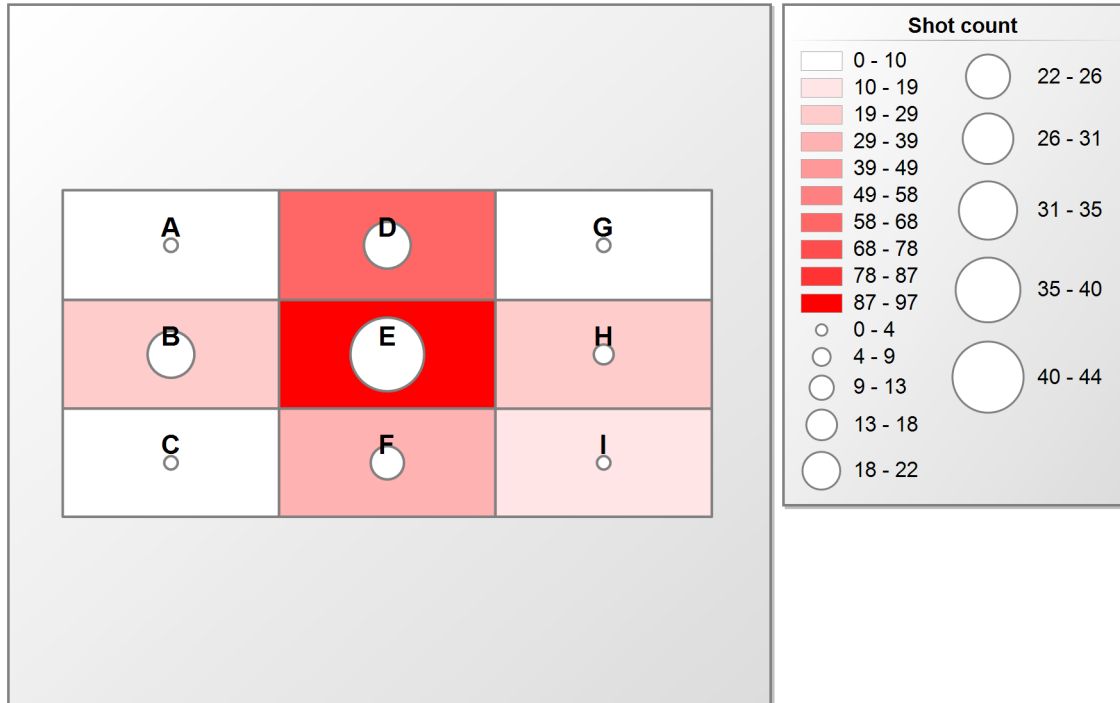 A D G
B E H
C F I
Shot count
0 - 10
10 - 19
19 - 29
29 - 39
39 - 49
49 - 58
58 - 68
68 - 78
78 - 87
87 - 97
0 - 4
4 - 9
9 - 13
13 - 18
18 - 22
22 - 26
26 - 31
31 - 35
35 - 40
40 - 44